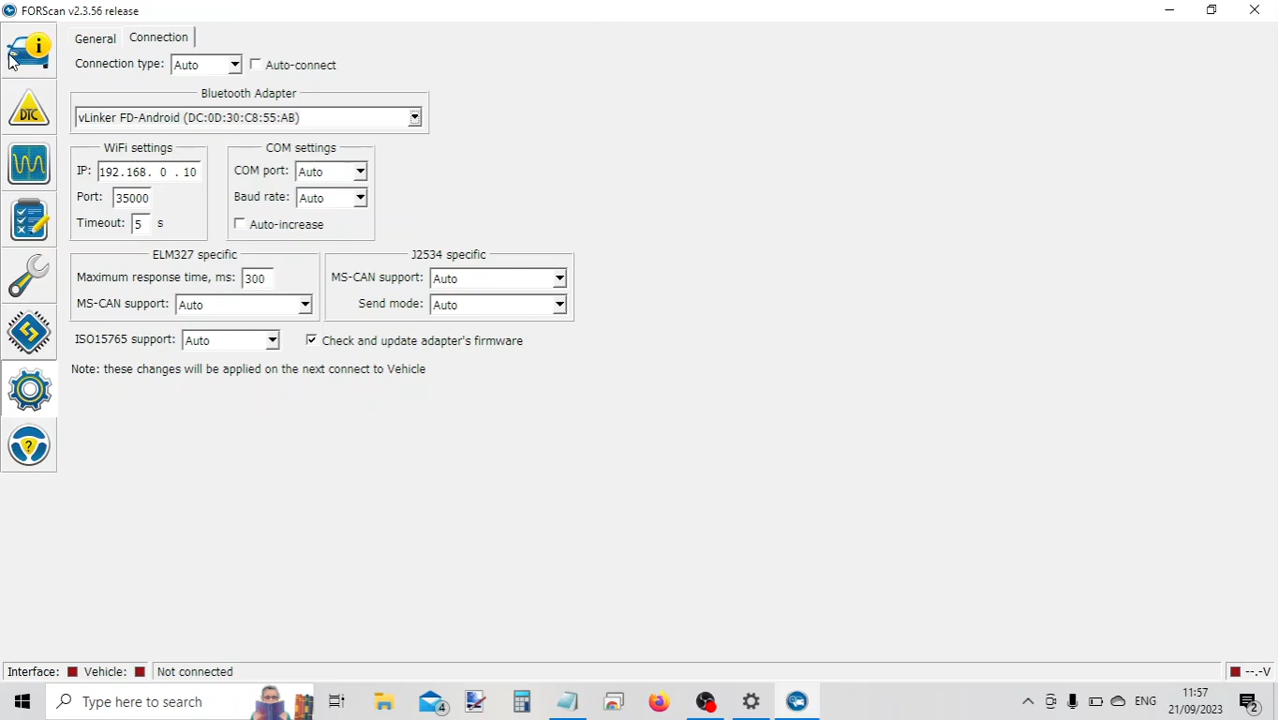 FORScan v2.3.56 release
General Connection
Connection type: Auto Auto-connect
Bluetooth Adapter
vLinker FD-Android (DC:0D:30:C8:55:AB)
WiFi settings COM settings
IP: 192.168. 0 . 10 COM port: Auto
Port: 35000 Baud rate: Auto
Timeout: 5 s Auto-increase
ELM327 specific J2534 specific
Maximum response time, ms: 300 MS-CAN support: Auto
MS-CAN support: Auto Send mode: Auto
ISO15765 support: Auto Check and update adapter's firmware
Note: these changes will be applied on the next connect to Vehicle
DTC
Interface: Vehicle: Not connected --.-V
Type here to search 4 ENG 11:57
21/09/2023 2